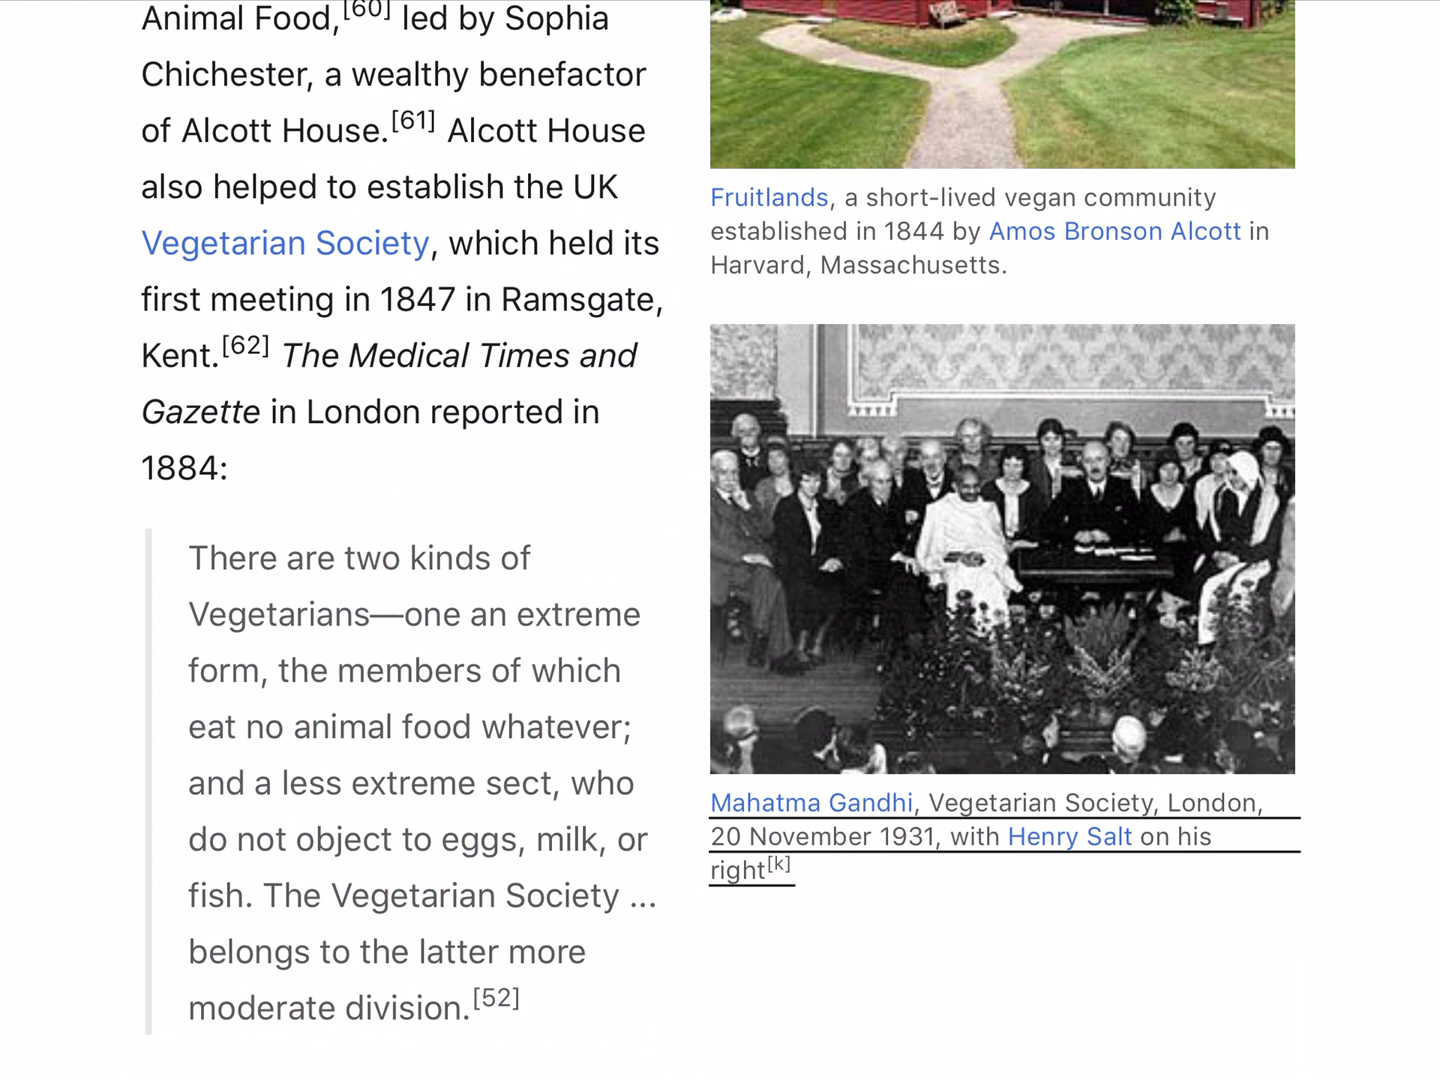 Animal Food,[60] led by Sophia
Chichester, a wealthy benefactor
of Alcott House.[61] Alcott House
also helped to establish the UK
Vegetarian Society, which held its
first meeting in 1847 in Ramsgate,
Kent.[62] The Medical Times and
Gazette in London reported in
1884:
There are two kinds of
Vegetarians—one an extreme
form, the members of which
eat no animal food whatever;
and a less extreme sect, who
do not object to eggs, milk, or
fish. The Vegetarian Society ...
belongs to the latter more
moderate division.[52]
Fruitlands, a short-lived vegan community
established in 1844 by Amos Bronson Alcott in
Harvard, Massachusetts.
Mahatma Gandhi, Vegetarian Society, London,
20 November 1931, with Henry Salt on his
right[k]